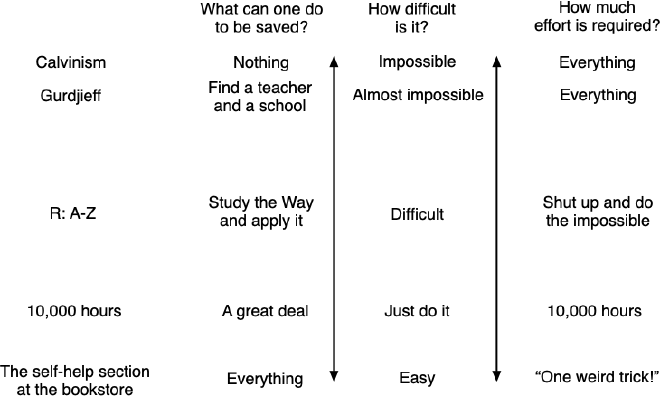 What can one do
to be saved?
How difficult
is it?
How much
effort is required?
Calvinism
Nothing
Impossible
Everything
Gurdjieff
Find a teacher
and a school
Almost impossible
Everything
R: A-Z
Study the Way
and apply it
Difficult
Shut up and do
the impossible
10,000 hours
A great deal
Just do it
10,000 hours
The self-help section
at the bookstore
Everything
Easy
“One weird trick!”